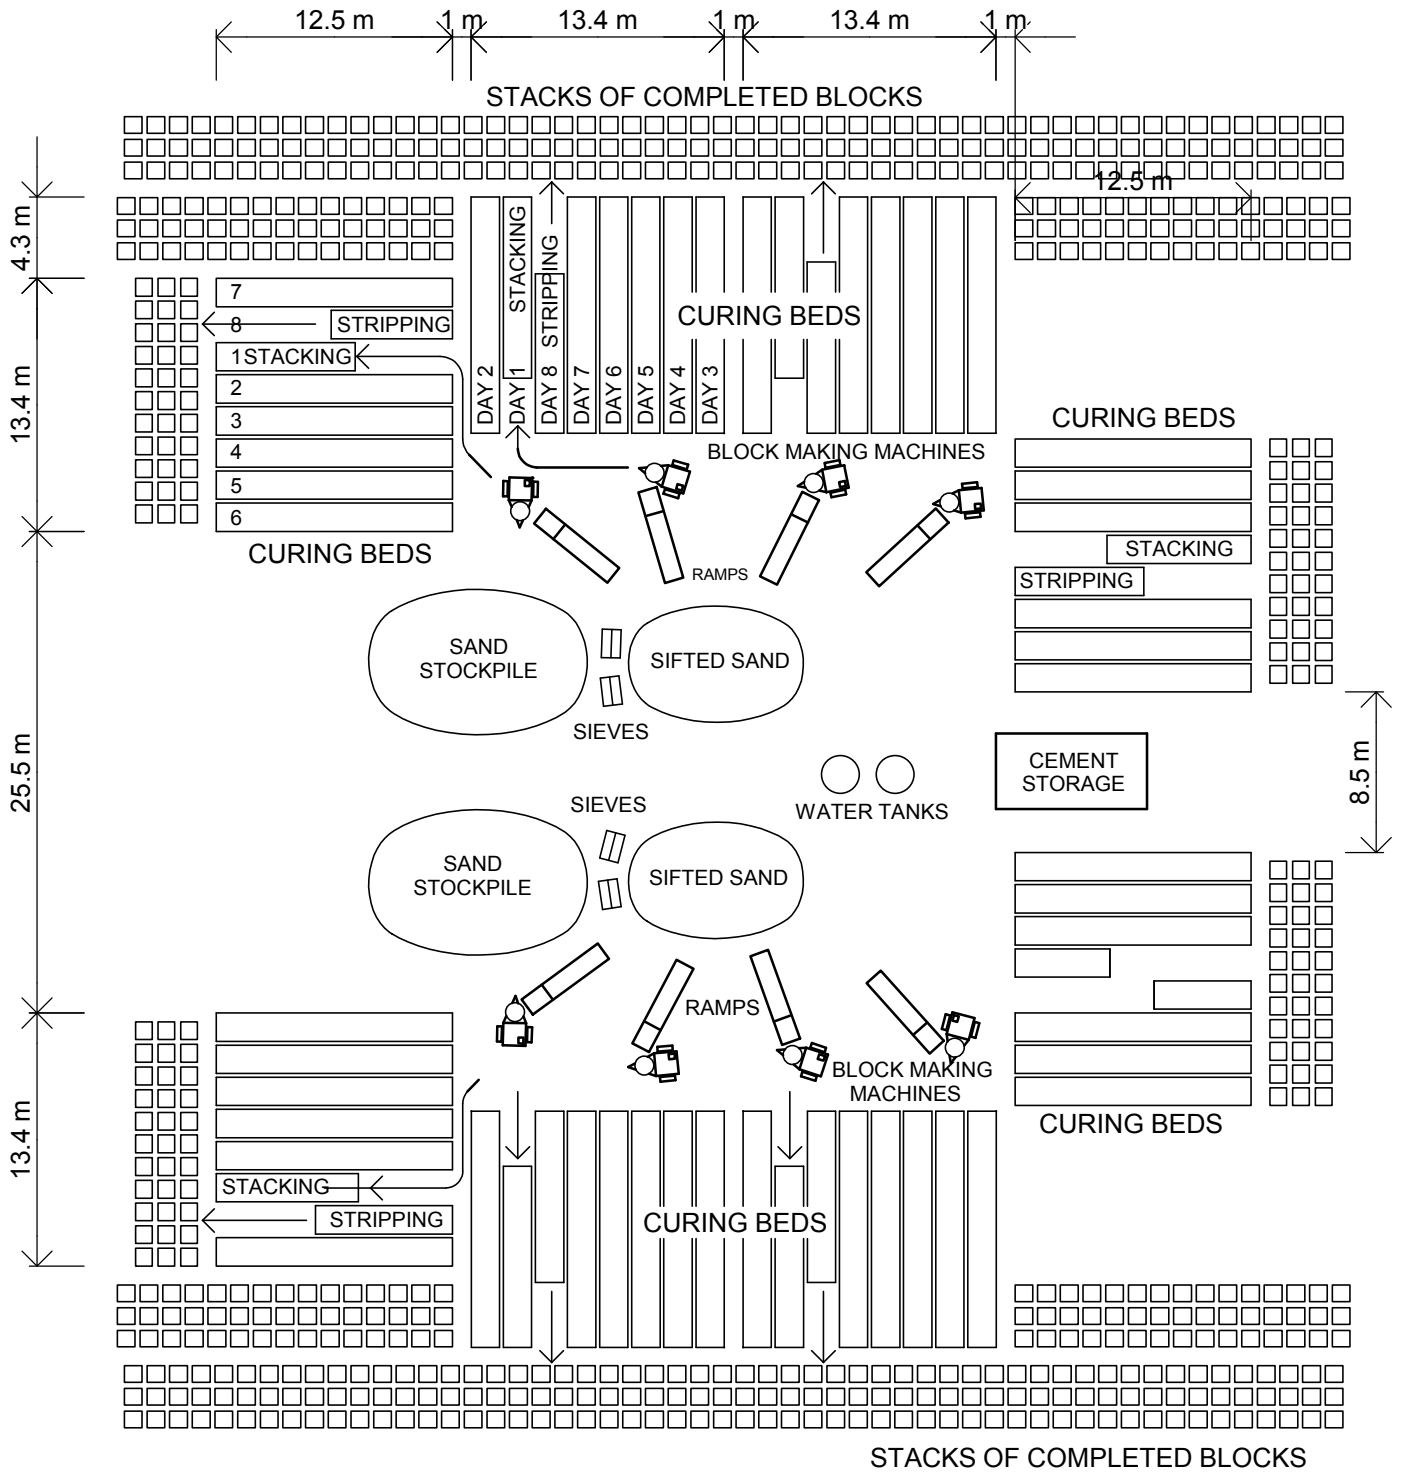 12.5 m
1 m
13.4 m
1 m
13.4 m
1 m
STACKS OF COMPLETED BLOCKS
12.5 m
4.3 m
13.4 m
25.5 m
13.4 m
7
8
STRIPPING
1 STACKING
2
3
4
5
6
CURING BEDS
DAY 2
DAY 1 STACKING
DAY 8 STRIPPING
DAY 7
DAY 6
DAY 5
DAY 4
DAY 3
CURING BEDS
BLOCK MAKING MACHINES
CURING BEDS
STACKING
STRIPPING
RAMPS
SAND
STOCKPILE
SIFTED SAND
SIEVES
WATER TANKS
CEMENT
STORAGE
8.5 m
SIEVES
SAND
STOCKPILE
SIFTED SAND
RAMPS
BLOCK MAKING
MACHINES
CURING BEDS
STACKING
STRIPPING
CURING BEDS
STACKS OF COMPLETED BLOCKS